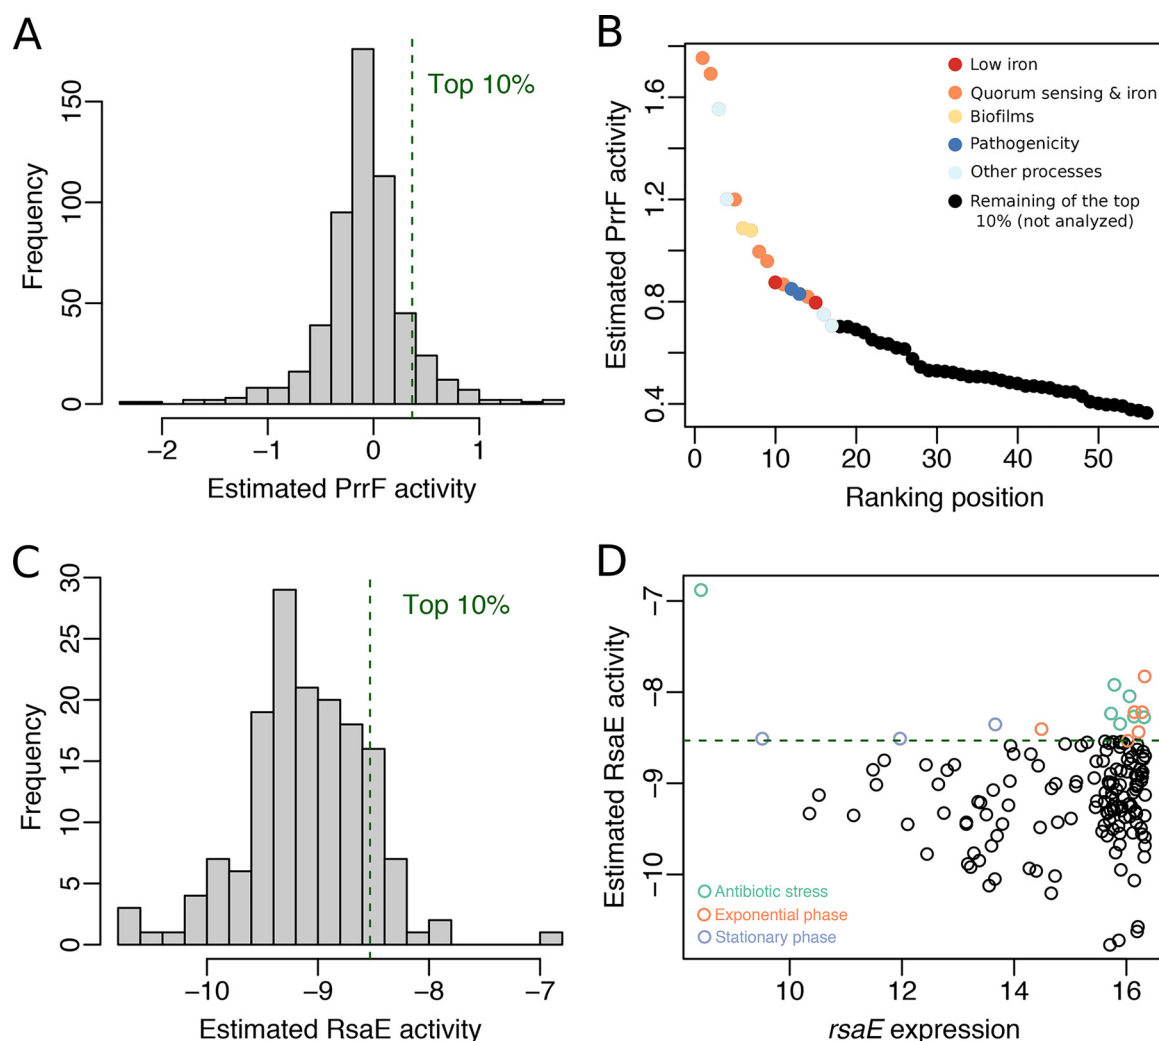 A
Top 10%
Frequency
0
50
100
150
−2
−1
0
1
Estimated PrrF activity
B
Low iron
Quorum sensing & iron
Biofilms
Pathogenicity
Other processes
Remaining of the top
10% (not analyzed)
Estimated PrrF activity
0.4
0.8
1.2
1.6
0
10
20
30
40
50
Ranking position
C
Top 10%
Frequency
0
5
10
15
20
25
30
−10
−9
−8
−7
Estimated RsaE activity
D
Estimated RsaE activity
−7
−8
−9
−10
Antibiotic stress
Exponential phase
Stationary phase
10
12
14
16
rsaE expression